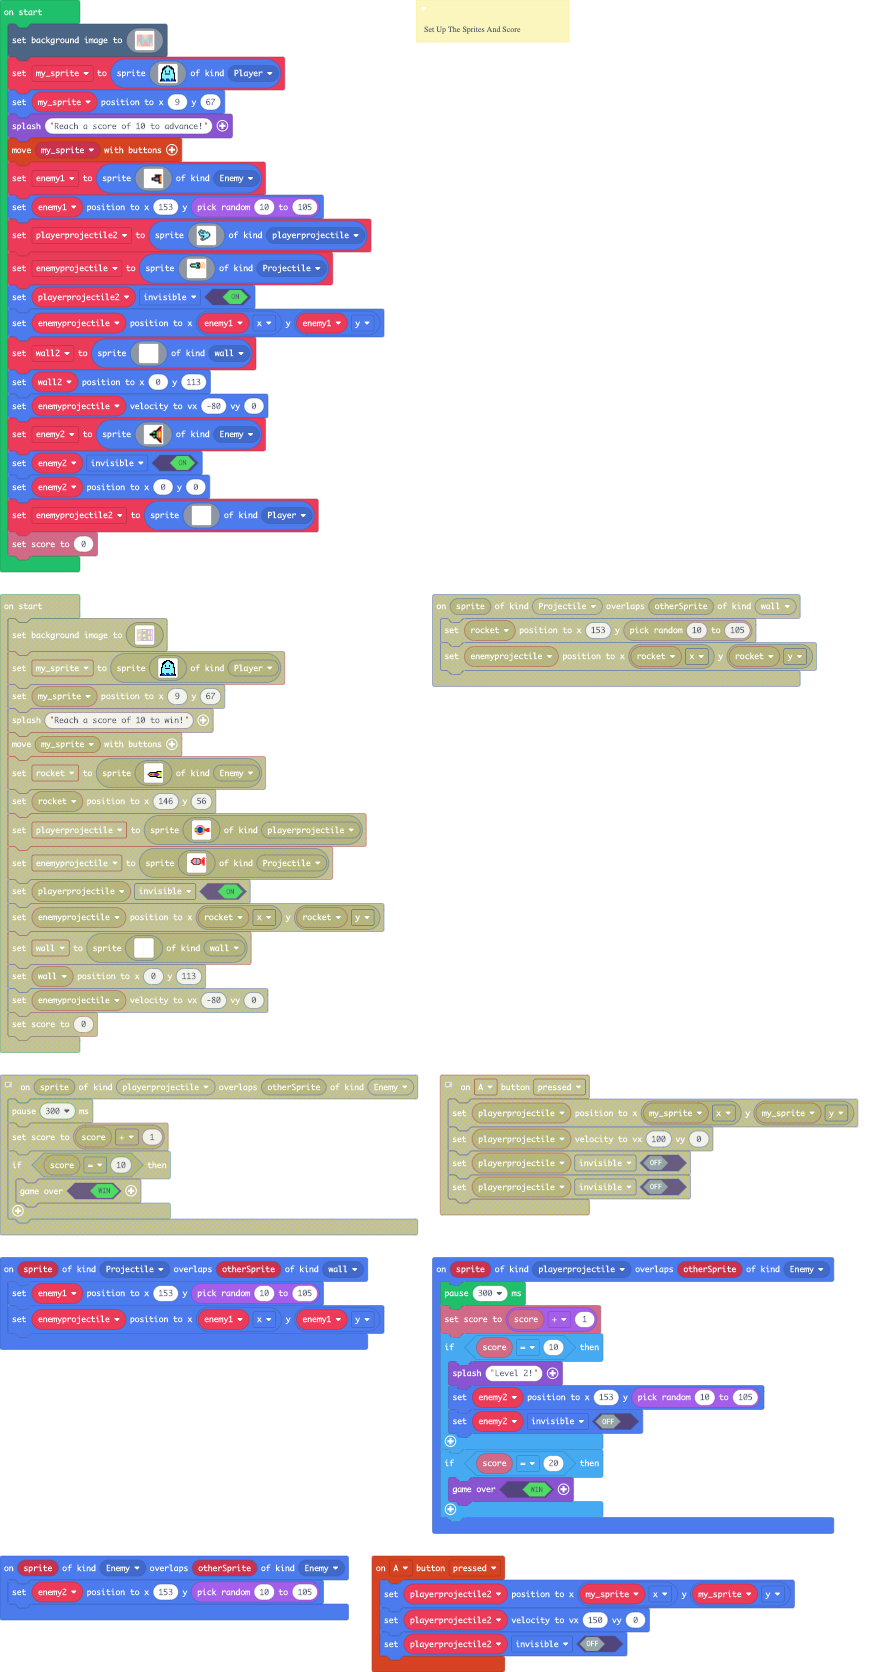 on start
set background image to
set my_sprite to sprite of kind Player
set my_sprite position to x 9 y 67
splash "Reach a score of 10 to advance!"
move my_sprite with buttons
set enemy1 to sprite of kind Enemy
set enemy1 position to x 153 y pick random 10 to 105
set playerprojectile2 to sprite of kind playerprojectile
set enemyprojectile to sprite of kind Projectile
set playerprojectile2 invisible ON
set enemyprojectile position to x enemy1 x y enemy1 y
set wall2 to sprite of kind wall
set wall2 position to x 0 y 113
set enemyprojectile velocity to vx -80 vy 0
set enemy2 to sprite of kind Enemy
set enemy2 invisible ON
set enemy2 position to x 0 y 0
set enemyprojectile2 to sprite of kind Player
set score to 0
Set Up The Sprites And Score
on start
set background image to
set my_sprite to sprite of kind Player
set my_sprite position to x 9 y 67
splash "Reach a score of 10 to win!"
move my_sprite with buttons
set rocket to sprite of kind Enemy
set rocket position to x 146 y 56
set playerprojectile to sprite of kind playerprojectile
set enemyprojectile to sprite of kind Projectile
set playerprojectile invisible ON
set enemyprojectile position to x rocket x y rocket y
set wall to sprite of kind wall
set wall position to x 0 y 113
set enemyprojectile velocity to vx -80 vy 0
set score to 0
on sprite of kind Projectile overlaps otherSprite of kind wall
set rocket position to x 153 y pick random 10 to 105
set enemyprojectile position to x rocket x y rocket y
on sprite of kind playerprojectile overlaps otherSprite of kind Enemy
pause 300 ms
set score to score + 1
if score = 10 then
game over WIN
on A button pressed
set playerprojectile position to x my_sprite x y my_sprite y
set playerprojectile velocity to vx 100 vy 0
set playerprojectile invisible OFF
set playerprojectile invisible OFF
on sprite of kind Projectile overlaps otherSprite of kind wall
set enemy1 position to x 153 y pick random 10 to 105
set enemyprojectile position to x enemy1 x y enemy1 y
on sprite of kind playerprojectile overlaps otherSprite of kind Enemy
pause 300 ms
set score to score + 1
if score = 10 then
splash "Level 2!"
set enemy2 position to x 153 y pick random 10 to 105
set enemy2 invisible OFF
if score = 20 then
game over WIN
on sprite of kind Enemy overlaps otherSprite of kind Enemy
set enemy2 position to x 153 y pick random 10 to 105
on A button pressed
set playerprojectile2 position to x my_sprite x y my_sprite y
set playerprojectile2 velocity to vx 150 vy 0
set playerprojectile2 invisible OFF